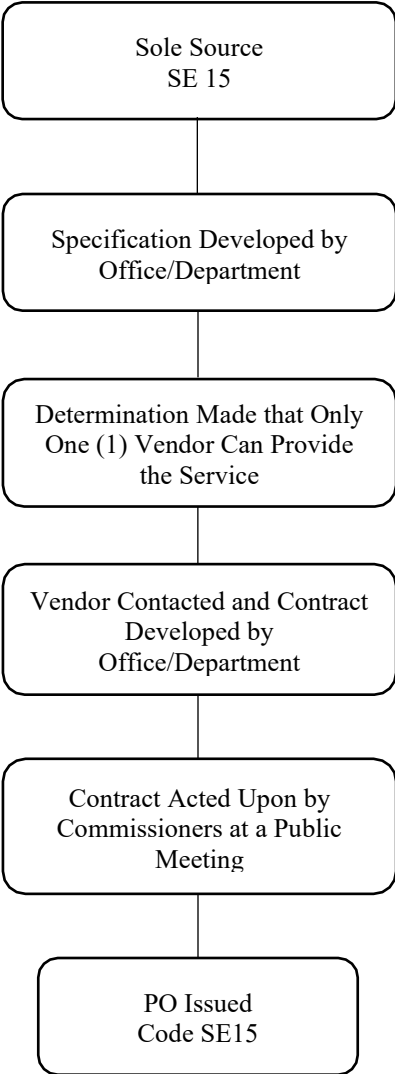 Sole Source
SE 15
Specification Developed by
Office/Department
Determination Made that Only
One (1) Vendor Can Provide
the Service
Vendor Contacted and Contract
Developed by
Office/Department
Contract Acted Upon by
Commissioners at a Public
Meeting
PO Issued
Code SE15